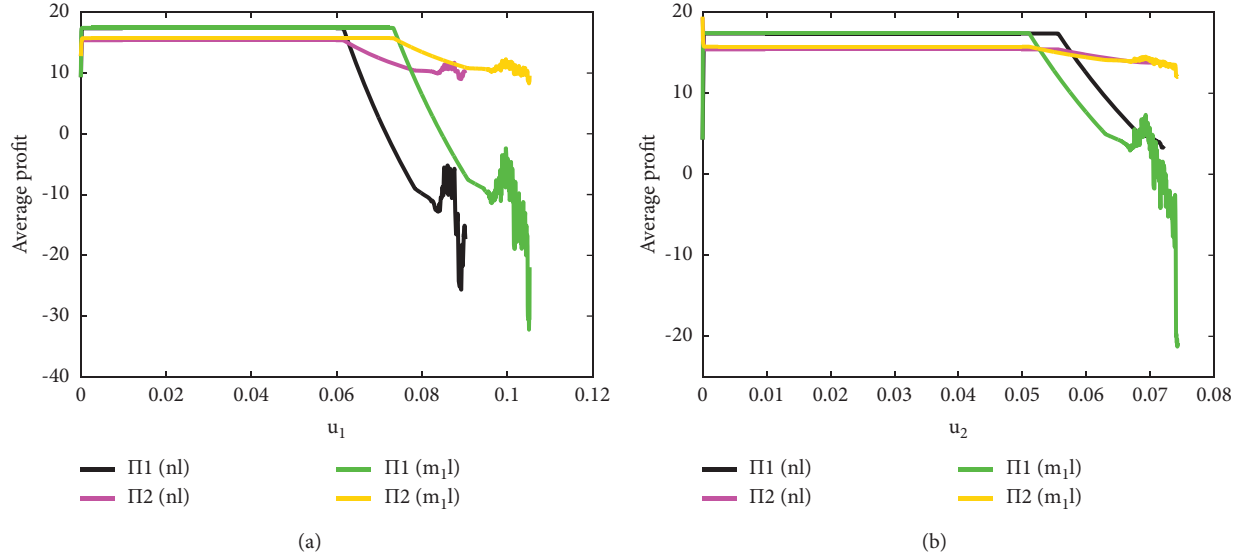 20
10
0
-10
-20
-30
-40
Average profit
0 0.02 0.04 0.06 0.08 0.1 0.12
u1
Π1 (nl) Π1 (m1l)
Π2 (nl) Π2 (m1l)
(a)
20
10
0
-10
-20
Average profit
0 0.01 0.02 0.03 0.04 0.05 0.06 0.07 0.08
u2
Π1 (nl) Π1 (m1l)
Π2 (nl) Π2 (m1l)
(b)